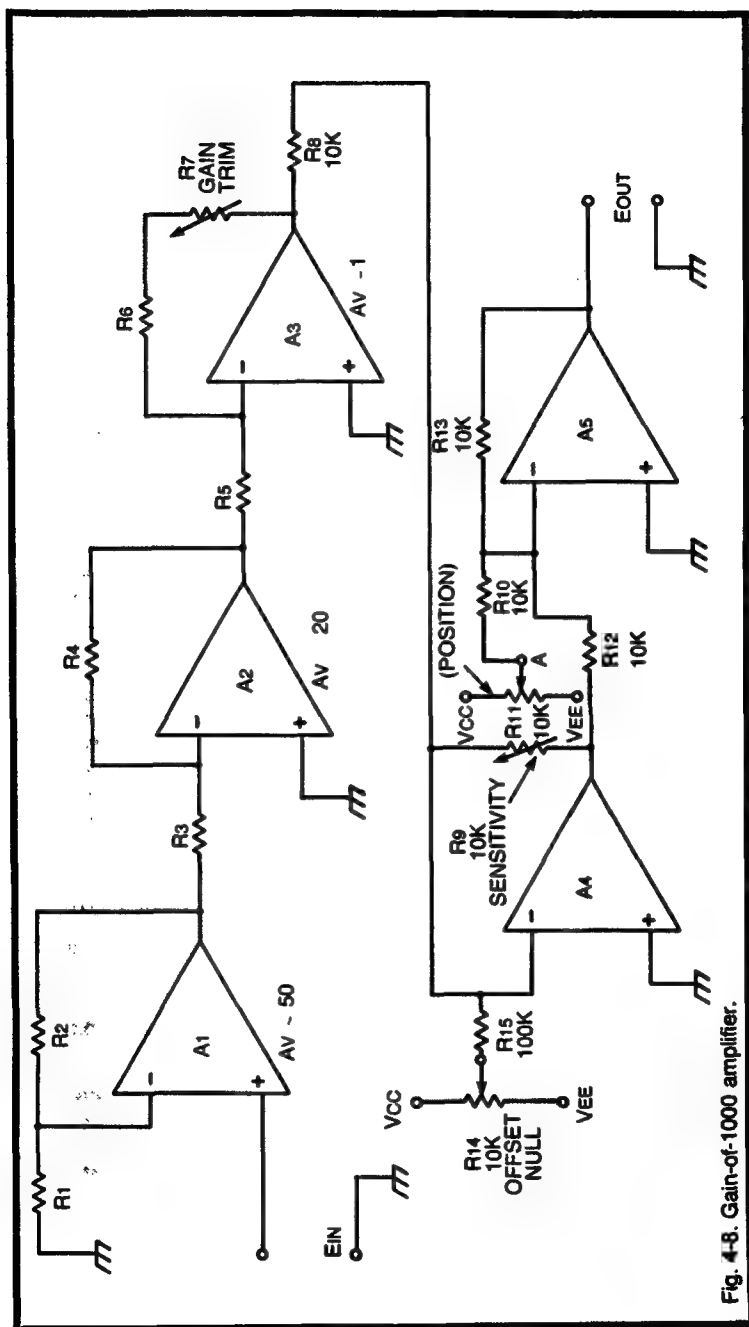 R1
R2
A1
AV ~ 50
EIN
R3
R4
A2
AV 20
R5
R6
R7
GAIN
TRIM
A3
AV - 1
R8
10K
VCC
R14
10K
OFFSET
NULL
VEE
R15
100K
A4
R9
10K
SENSITIVITY
VCC
(POSITION)
R11
10K
VEE
A
R10
10K
R12
10K
R13
10K
A5
EOUT
- + - + - + - + - +
Fig. 4-8. Gain-of-1000 amplifier.